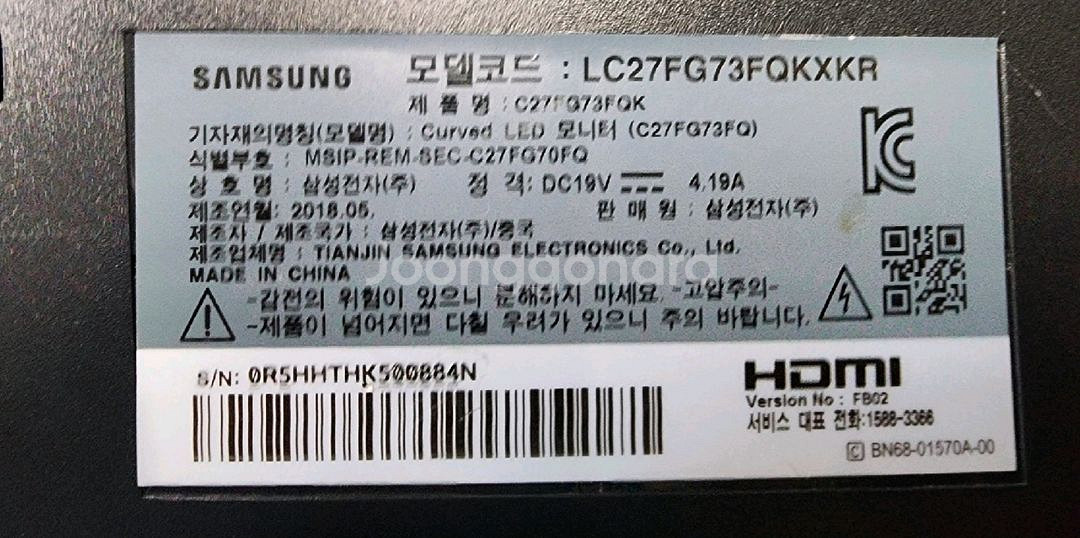 SAMSUNG 모델코드 : LC27FG73FQKXKR
제 품 명 : C27FG73FQK
기자재의명칭(모델명) : Curved LED 모니터 (C27FG73FQ)
식별부호 : MSIP-REM-SEC-C27FG70FQ
상 호 명 : 삼성전자(주) 정 격: DC19V 4.19A
제조연월: 2018.05. 판 매 원 : 삼성전자(주)
제조자 / 제조국가 : 삼성전자(주)/중국
제조업체명 : TIANJIN SAMSUNG ELECTRONICS Co., Ltd.
MADE IN CHINA
Joonggonara
-감전의 위험이 있으니 분해하지 마세요. -고압주의-
-제품이 넘어지면 다칠 우려가 있으니 주의 바랍니다.
S/N: 0R5HHTHK500884N
HDMI
Version No : FB02
서비스 대표 전화:1588-3366
C BN68-01570A-00